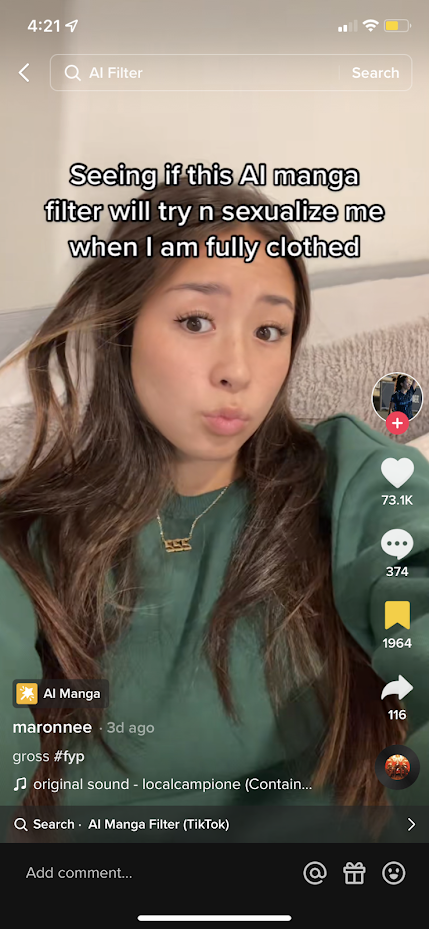 4:21
AI Filter
Search
Seeing if this AI manga
filter will try n sexualize me
when I am fully clothed
555
73.1K
374
1964
116
AI Manga
maronnee · 3d ago
gross #fyp
original sound - localcampione (Contain...
Search · AI Manga Filter (TikTok)
Add comment...